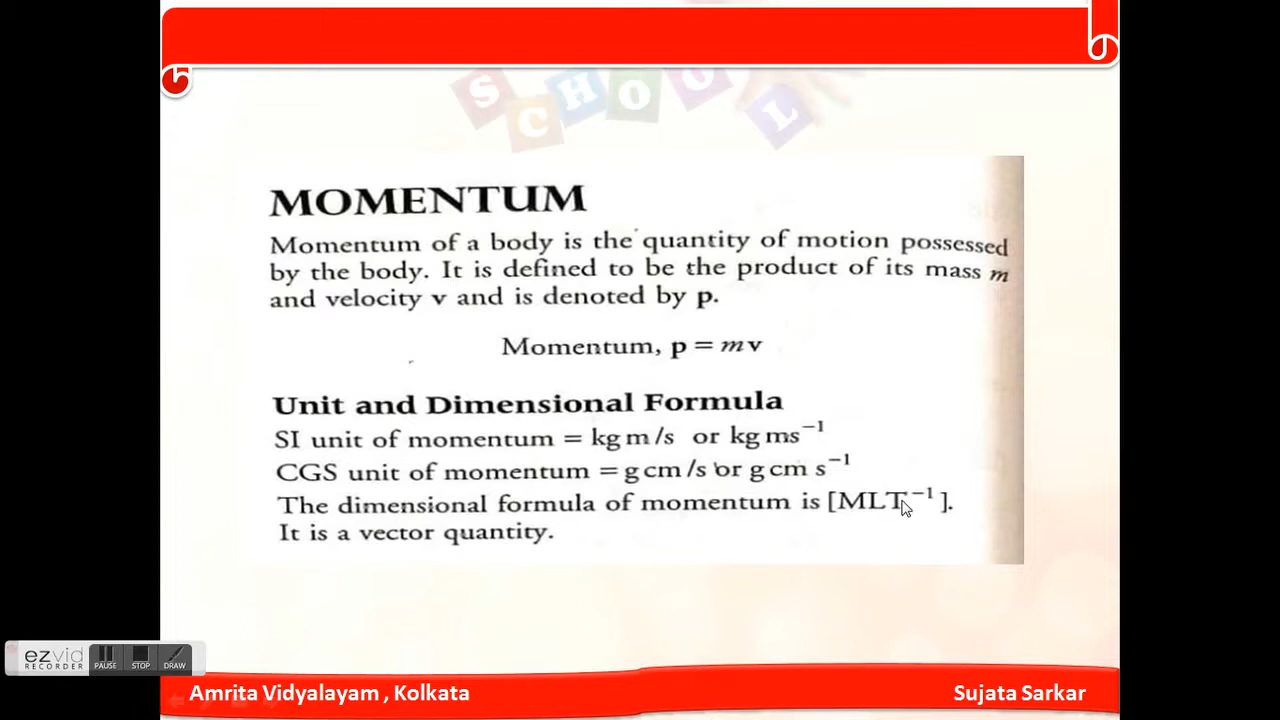 SCHOOL
MOMENTUM
Momentum of a body is the quantity of motion possessed
by the body. It is defined to be the product of its mass m
and velocity v and is denoted by p.
Momentum, p = mv
Unit and Dimensional Formula
SI unit of momentum = kg m/s or kg ms⁻¹
CGS unit of momentum = g cm/s or g cm s⁻¹
The dimensional formula of momentum is [MLT⁻¹].
It is a vector quantity.
ezvid
RECORDER
PAUSE STOP DRAW
Amrita Vidyalayam , Kolkata Sujata Sarkar